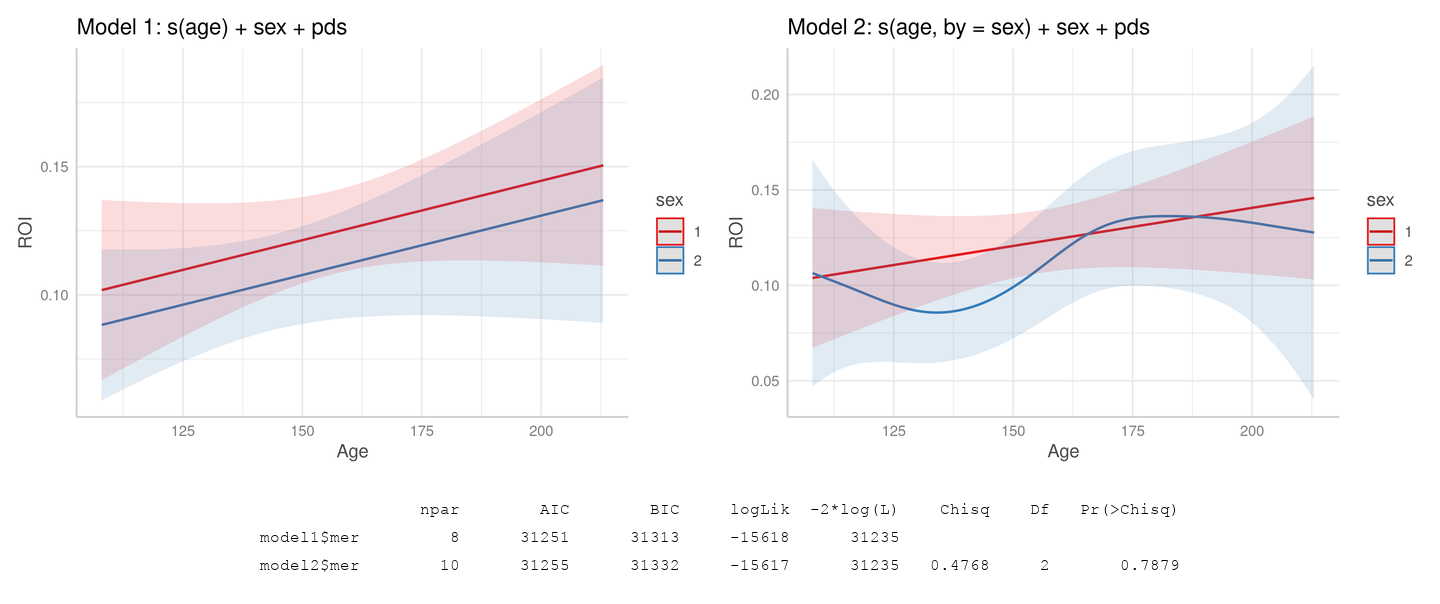 Model 1: s(age) + sex + pds
Model 2: s(age, by = sex) + sex + pds
ROI
0.15
0.10
125 150 175 200
Age
sex
1
2
ROI
0.20
0.15
0.10
0.05
125 150 175 200
Age
sex
1
2
npar AIC BIC logLik -2*log(L) Chisq Df Pr(>Chisq)
model1$mer 8 31251 31313 -15618 31235
model2$mer 10 31255 31332 -15617 31235 0.4768 2 0.7879